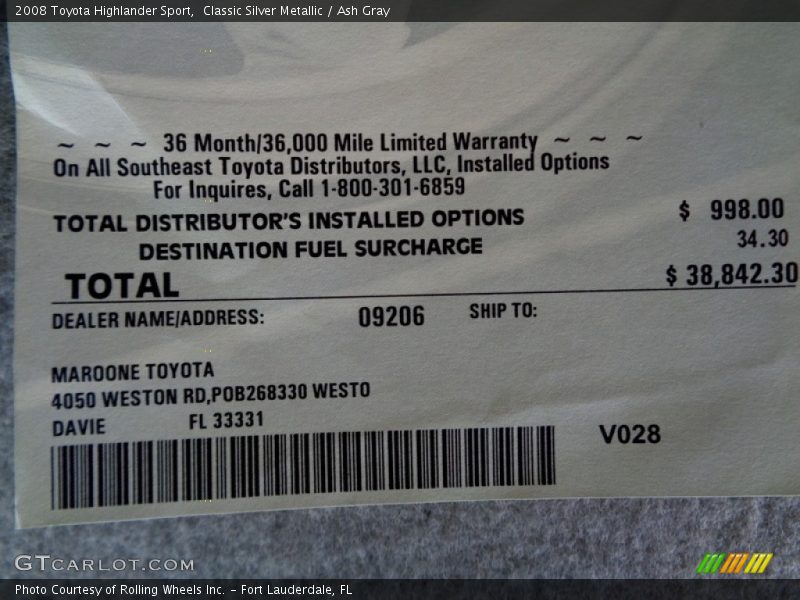 2008 Toyota Highlander Sport,  Classic Silver Metallic / Ash Gray
~ ~ ~ 36 Month/36,000 Mile Limited Warranty ~ ~ ~
On All Southeast Toyota Distributors, LLC, Installed Options
For Inquires, Call 1-800-301-6859
TOTAL DISTRIBUTOR'S INSTALLED OPTIONS $ 998.00
DESTINATION FUEL SURCHARGE 34.30
TOTAL $ 38,842.30
DEALER NAME/ADDRESS: 09206 SHIP TO:
MAROONE TOYOTA
4050 WESTON RD,POB268330 WESTO
DAVIE FL 33331
V028
GTCARLOT.COM
Photo Courtesy of Rolling Wheels Inc. – Fort Lauderdale, FL